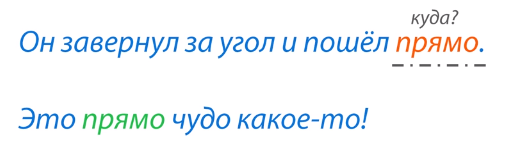 куда?
Он завернул за угол и пошёл прямо.
Это прямо чудо какое-то!